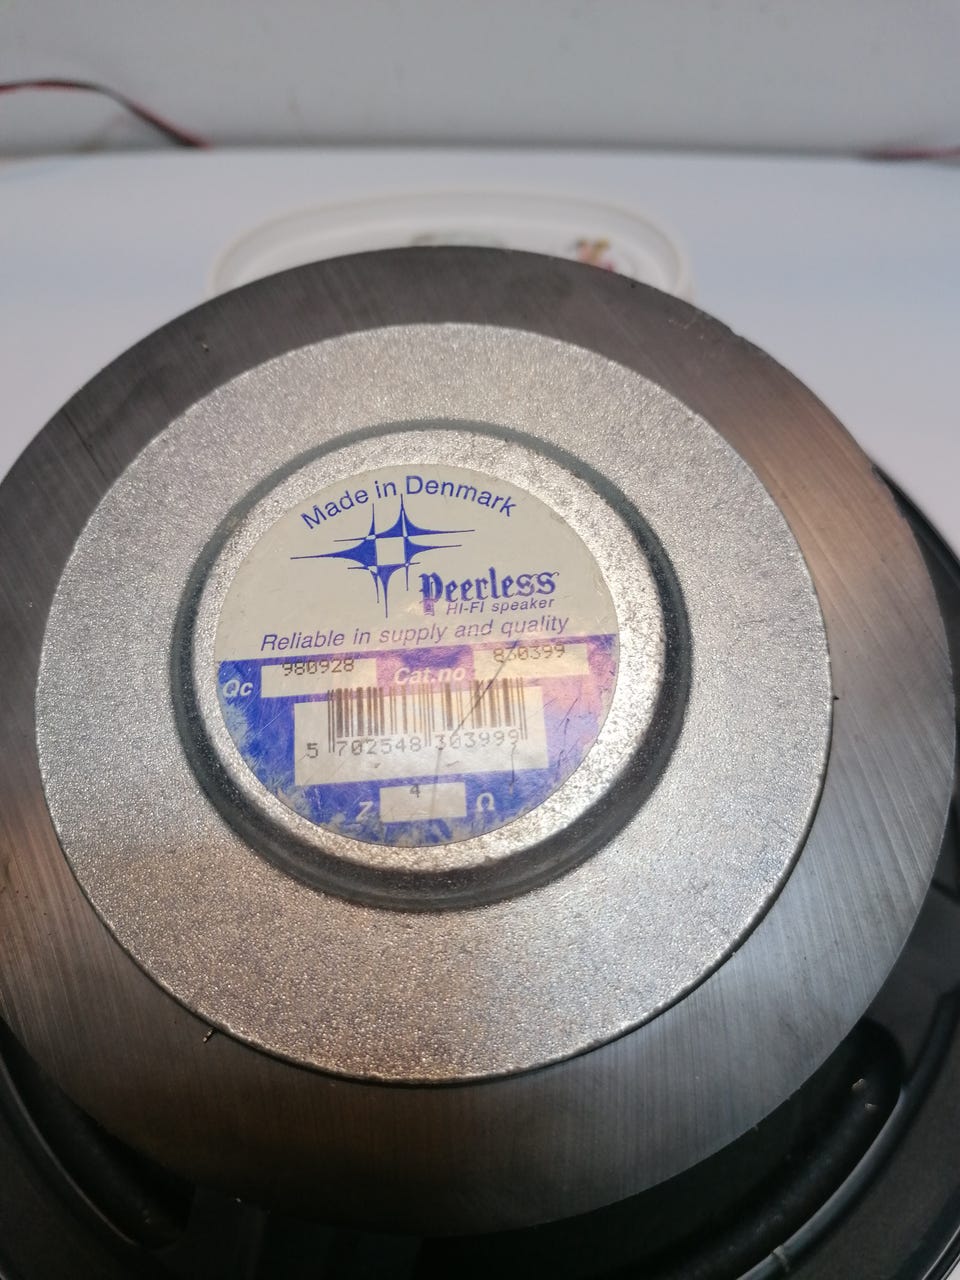 Made in Denmark
Peerless
HI-FI speaker
Reliable in supply and quality
Qc 980928 Cat.no 830399
5 702548 303999
Z 4 Ω